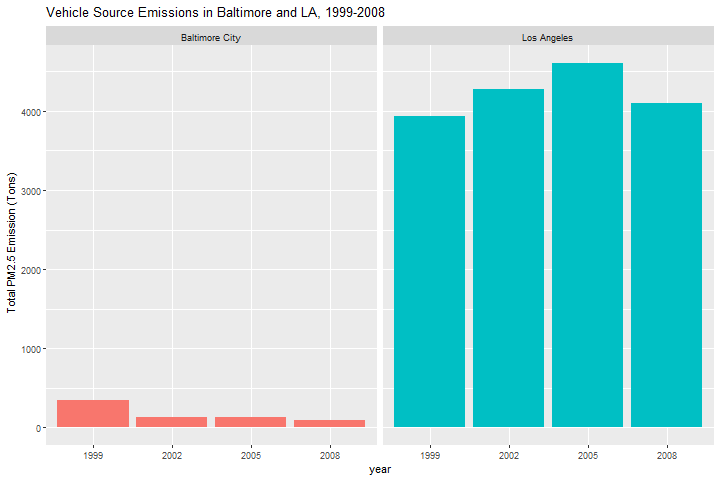 Vehicle Source Emissions in Baltimore and LA, 1999-2008
Baltimore City
Los Angeles
Total PM2.5 Emission (Tons)
4000
3000
2000
1000
0
1999 2002 2005 2008
1999 2002 2005 2008
year